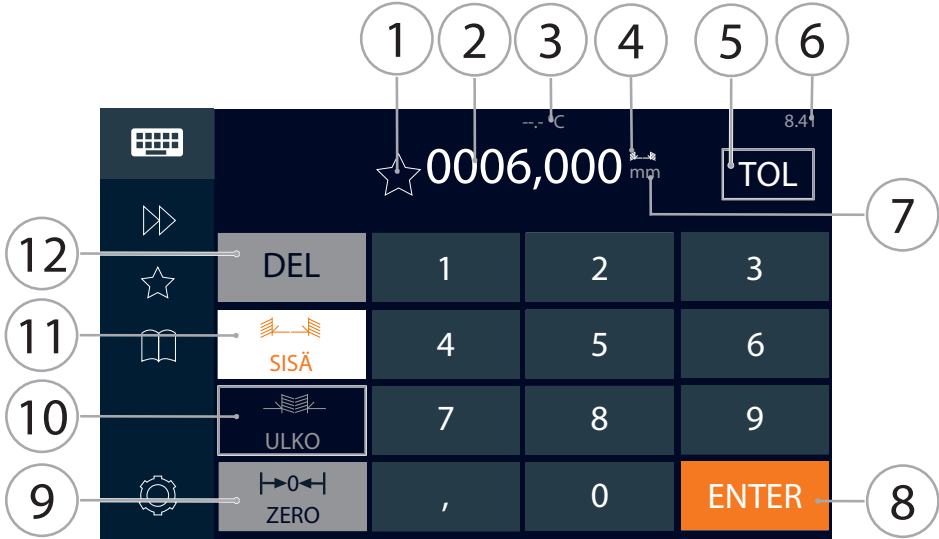 1 2 3 4 5 6
--.- °C 8.41
0006,000 mm TOL
7
12 DEL 1 2 3
11 SISÄ 4 5 6
10 ULKO 7 8 9
9 0 ZERO , 0 ENTER 8